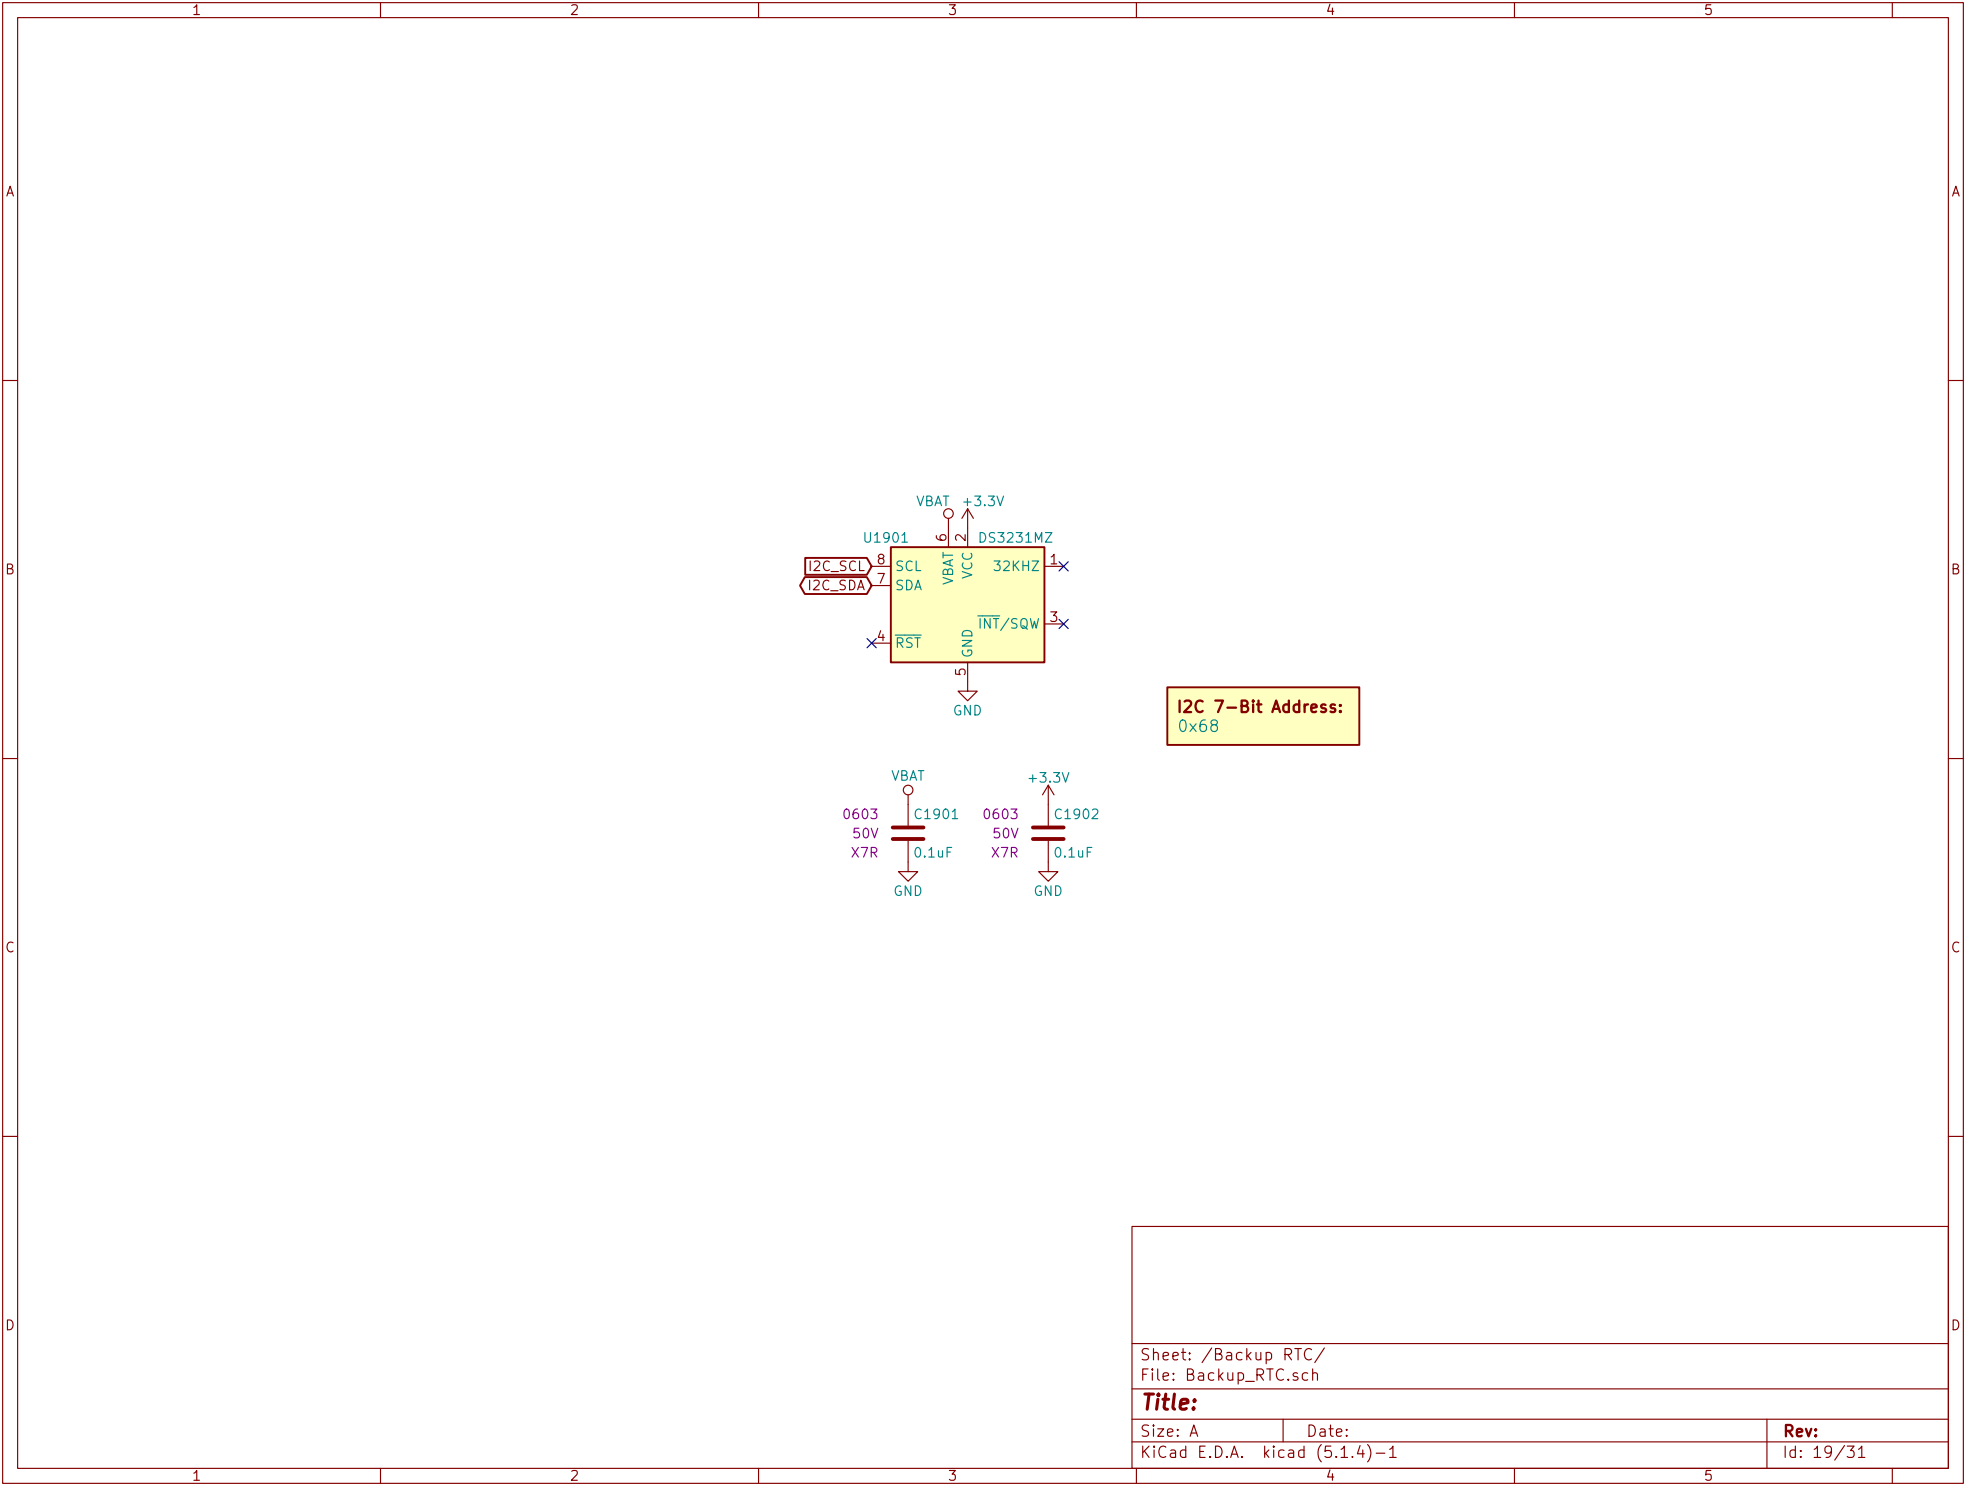 1 2 3 4 5
A A
B B
C C
D D
VBAT +3.3V
6 2
U1901 DS3231MZ
I2C_SCL 8 SCL VBAT VCC 32KHZ 1
I2C_SDA 7 SDA
INT/SQW 3
4 RST GND
5
GND
I2C 7-Bit Address:
0x68
VBAT +3.3V
0603 C1901 0603 C1902
50V 50V
X7R 0.1uF X7R 0.1uF
GND GND
Sheet: /Backup RTC/
File: Backup_RTC.sch
Title:
Size: A Date: Rev:
KiCad E.D.A. kicad (5.1.4)-1 Id: 19/31
1 2 3 4 5